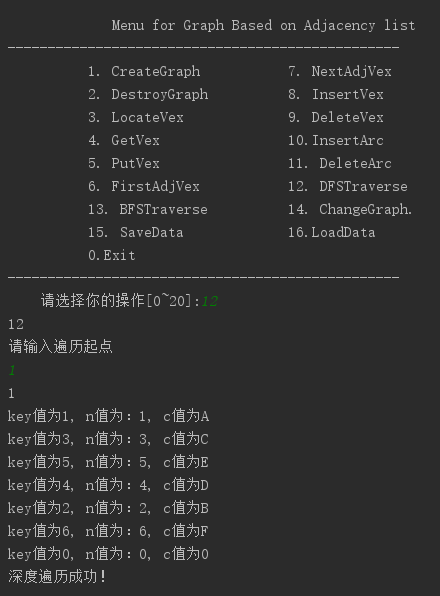 Menu for Graph Based on Adjacency list
-------------------------------------------------
1. CreateGraph 7. NextAdjVex
2. DestroyGraph 8. InsertVex
3. LocateVex 9. DeleteVex
4. GetVex 10.InsertArc
5. PutVex 11. DeleteArc
6. FirstAdjVex 12. DFSTraverse
13. BFSTraverse 14. ChangeGraph.
15. SaveData 16.LoadData
0.Exit
-------------------------------------------------
请选择你的操作[0~20]:12
12
请输入遍历起点
1
1
key值为1, n值为：1, c值为A
key值为3, n值为：3, c值为C
key值为5, n值为：5, c值为E
key值为4, n值为：4, c值为D
key值为2, n值为：2, c值为B
key值为6, n值为：6, c值为F
key值为0, n值为：0, c值为0
深度遍历成功！